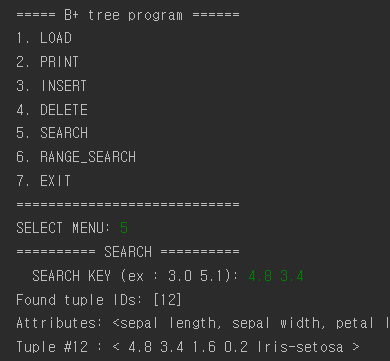 ===== B+ tree program ======
1. LOAD
2. PRINT
3. INSERT
4. DELETE
5. SEARCH
6. RANGE_SEARCH
7. EXIT
============================
SELECT MENU: 5
========== SEARCH ==========
SEARCH KEY (ex : 3.0 5.1): 4.8 3.4
Found tuple IDs: [12]
Attributes: <sepal length, sepal width, petal l
Tuple #12 : < 4.8 3.4 1.6 0.2 Iris-setosa >